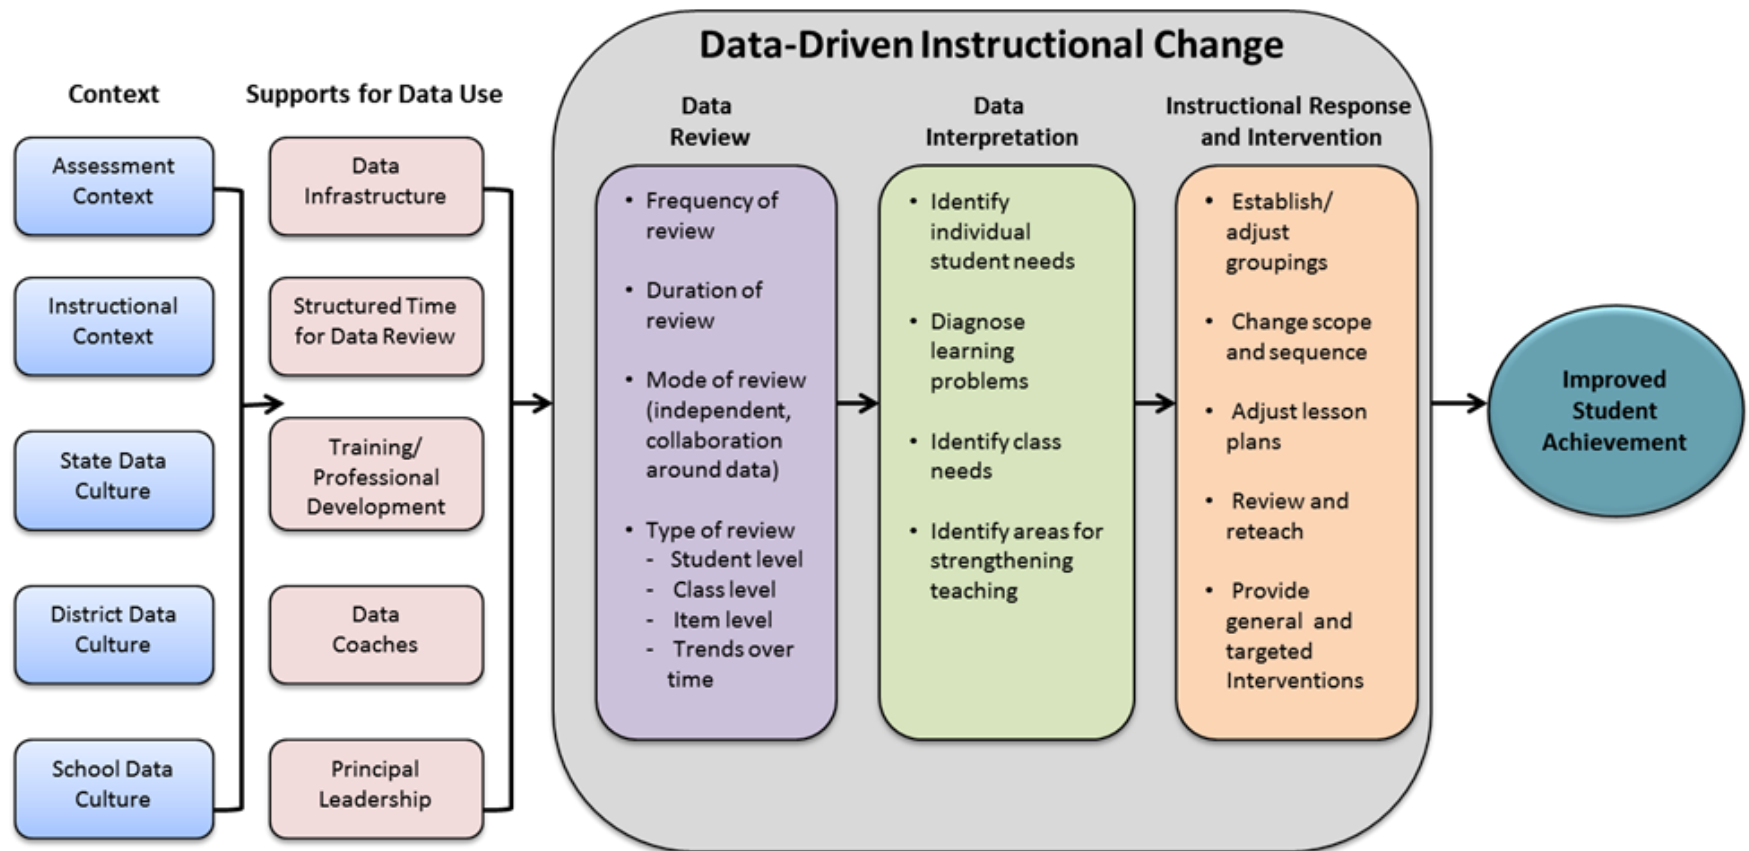 Data-Driven Instructional Change
Context
Assessment
Context
Instructional
Context
State Data
Culture
District Data
Culture
School Data
Culture
Supports for Data Use
Data
Infrastructure
Structured Time
for Data Review
Training/
Professional
Development
Data
Coaches
Principal
Leadership
Data
Review
• Frequency of
review
• Duration of
review
• Mode of review
(independent,
collaboration
around data)
• Type of review
- Student level
- Class level
- Item level
- Trends over
time
Data
Interpretation
• Identify
individual
student needs
• Diagnose
learning
problems
• Identify class
needs
• Identify areas for
strengthening
teaching
Instructional Response
and Intervention
• Establish/
adjust
groupings
• Change scope
and sequence
• Adjust lesson
plans
• Review and
reteach
• Provide
general and
targeted
Interventions
Improved
Student
Achievement